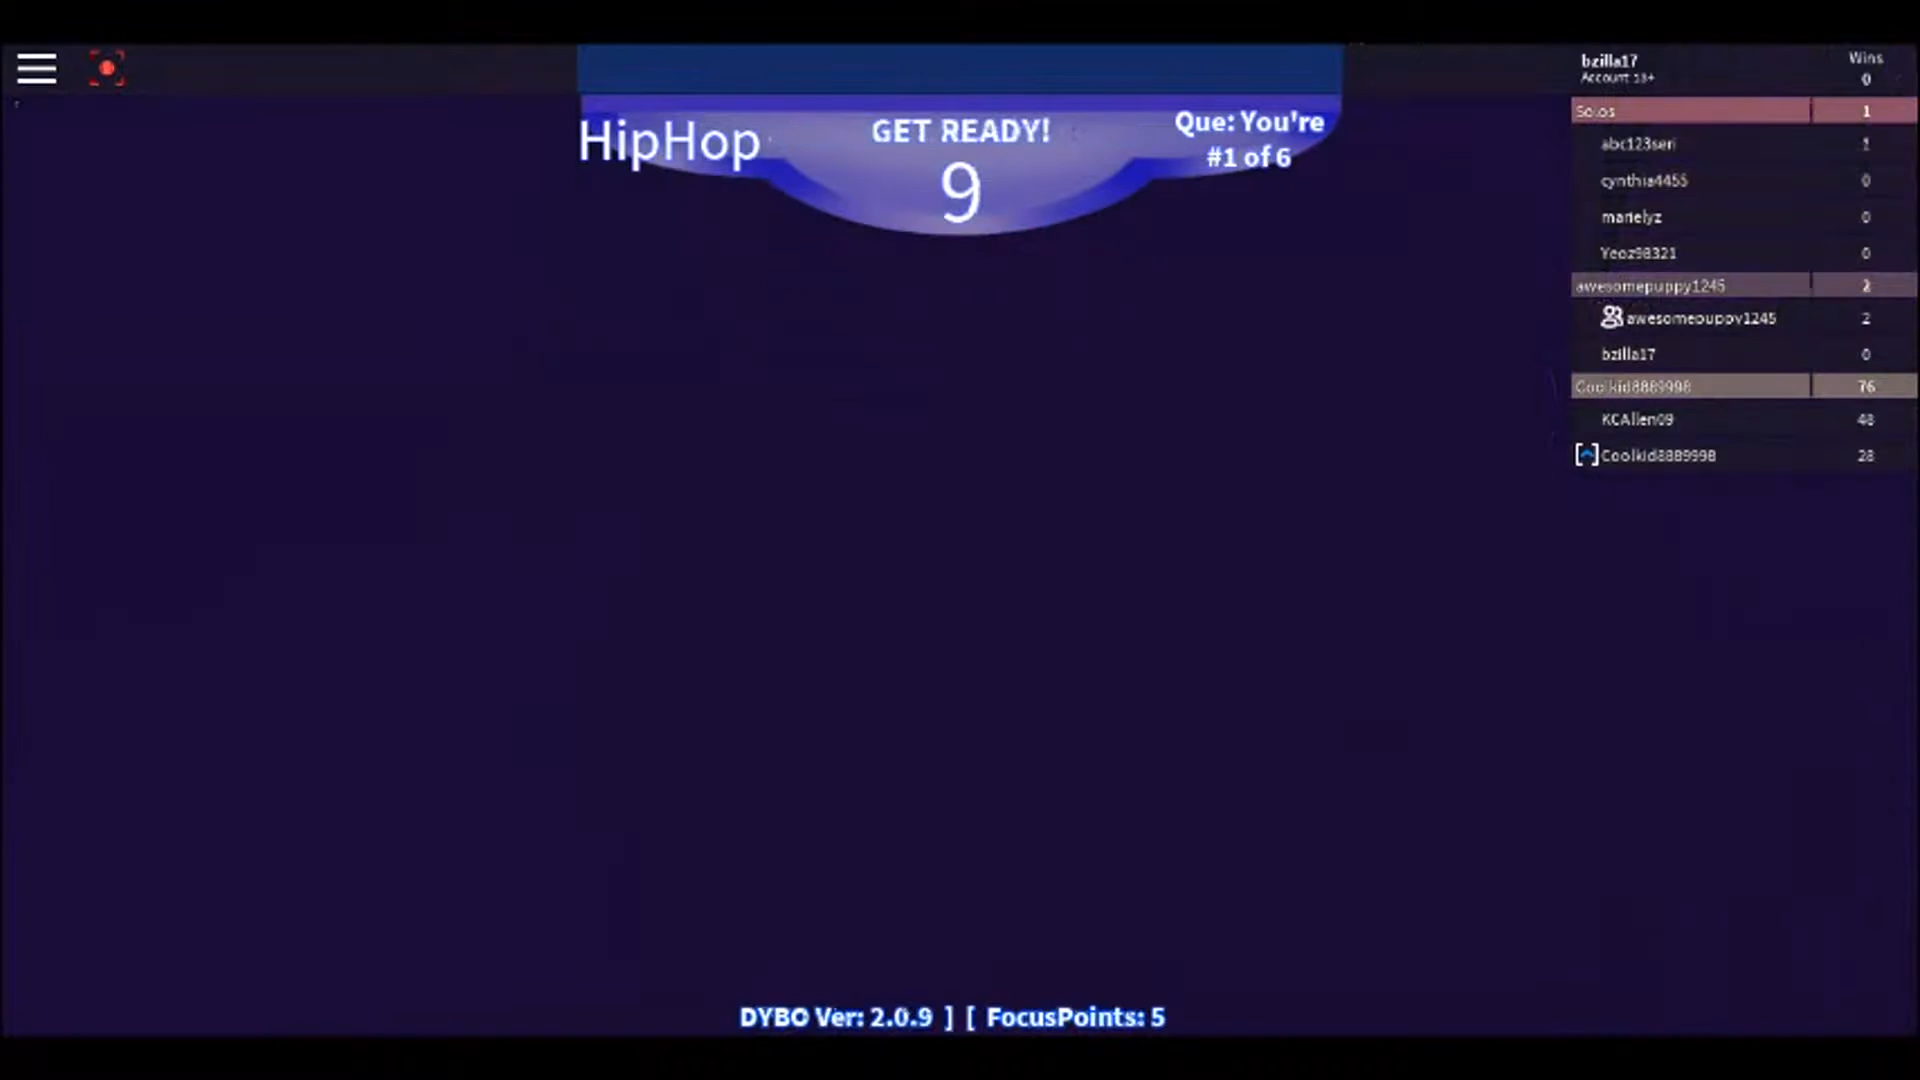 HipHop
GET READY!
9
Que: You're
#1 of 6
bzilla17
Account 13+
Wins
0
Solos 1
abc123seri 1
cynthia4455 0
marielyz 0
Yeoz98321 0
awesomepuppy1245 2
awesomepuppy1245 2
bzilla17 0
Coolkid8889998 76
KCAllen09 48
Coolkid8889998 28
DYBO Ver: 2.0.9 ] [ FocusPoints: 5